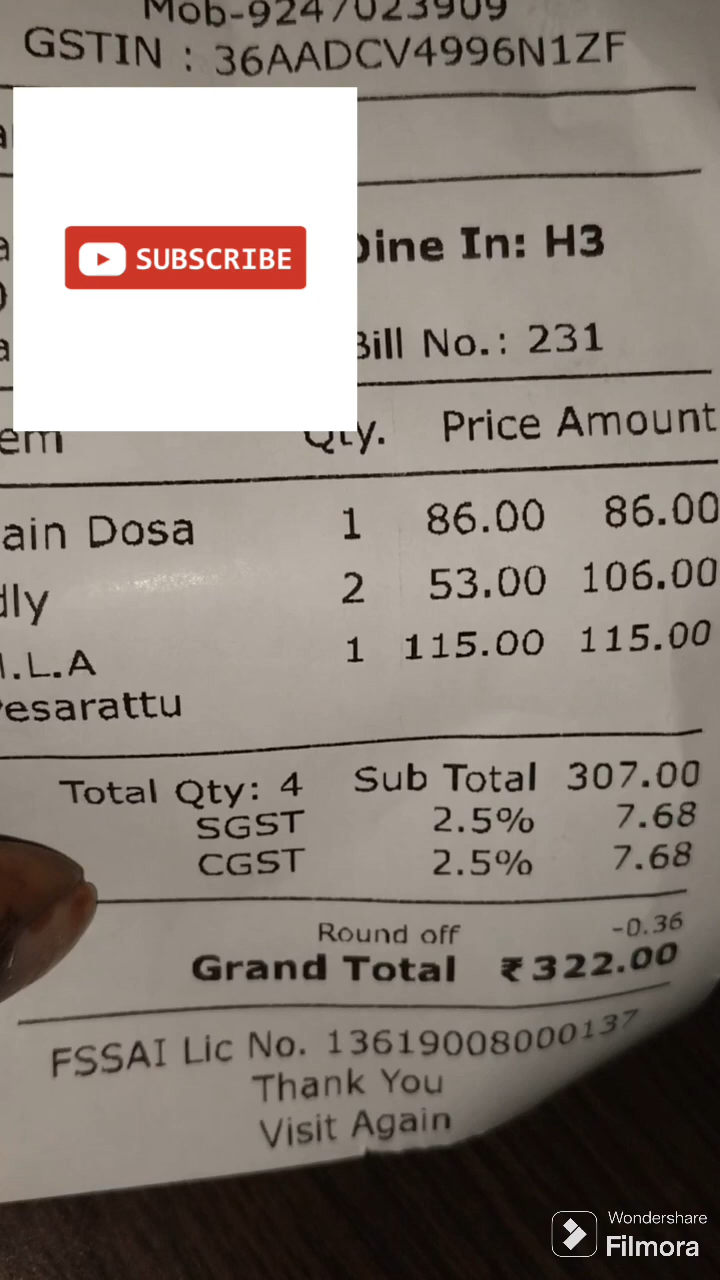 Mob-9247023909
GSTIN : 36AADCV4996N1ZF
SUBSCRIBE
Dine In: H3
Bill No.: 231
Qty. Price Amount
Dosa 1 86.00 86.00
2 53.00 106.00
.L.A 1 115.00 115.00
esarattu
Total Qty: 4 Sub Total 307.00
SGST 2.5% 7.68
CGST 2.5% 7.68
Round off -0.36
Grand Total ₹322.00
FSSAI Lic No. 13619008000137
Thank You
Visit Again
Wondershare
Filmora